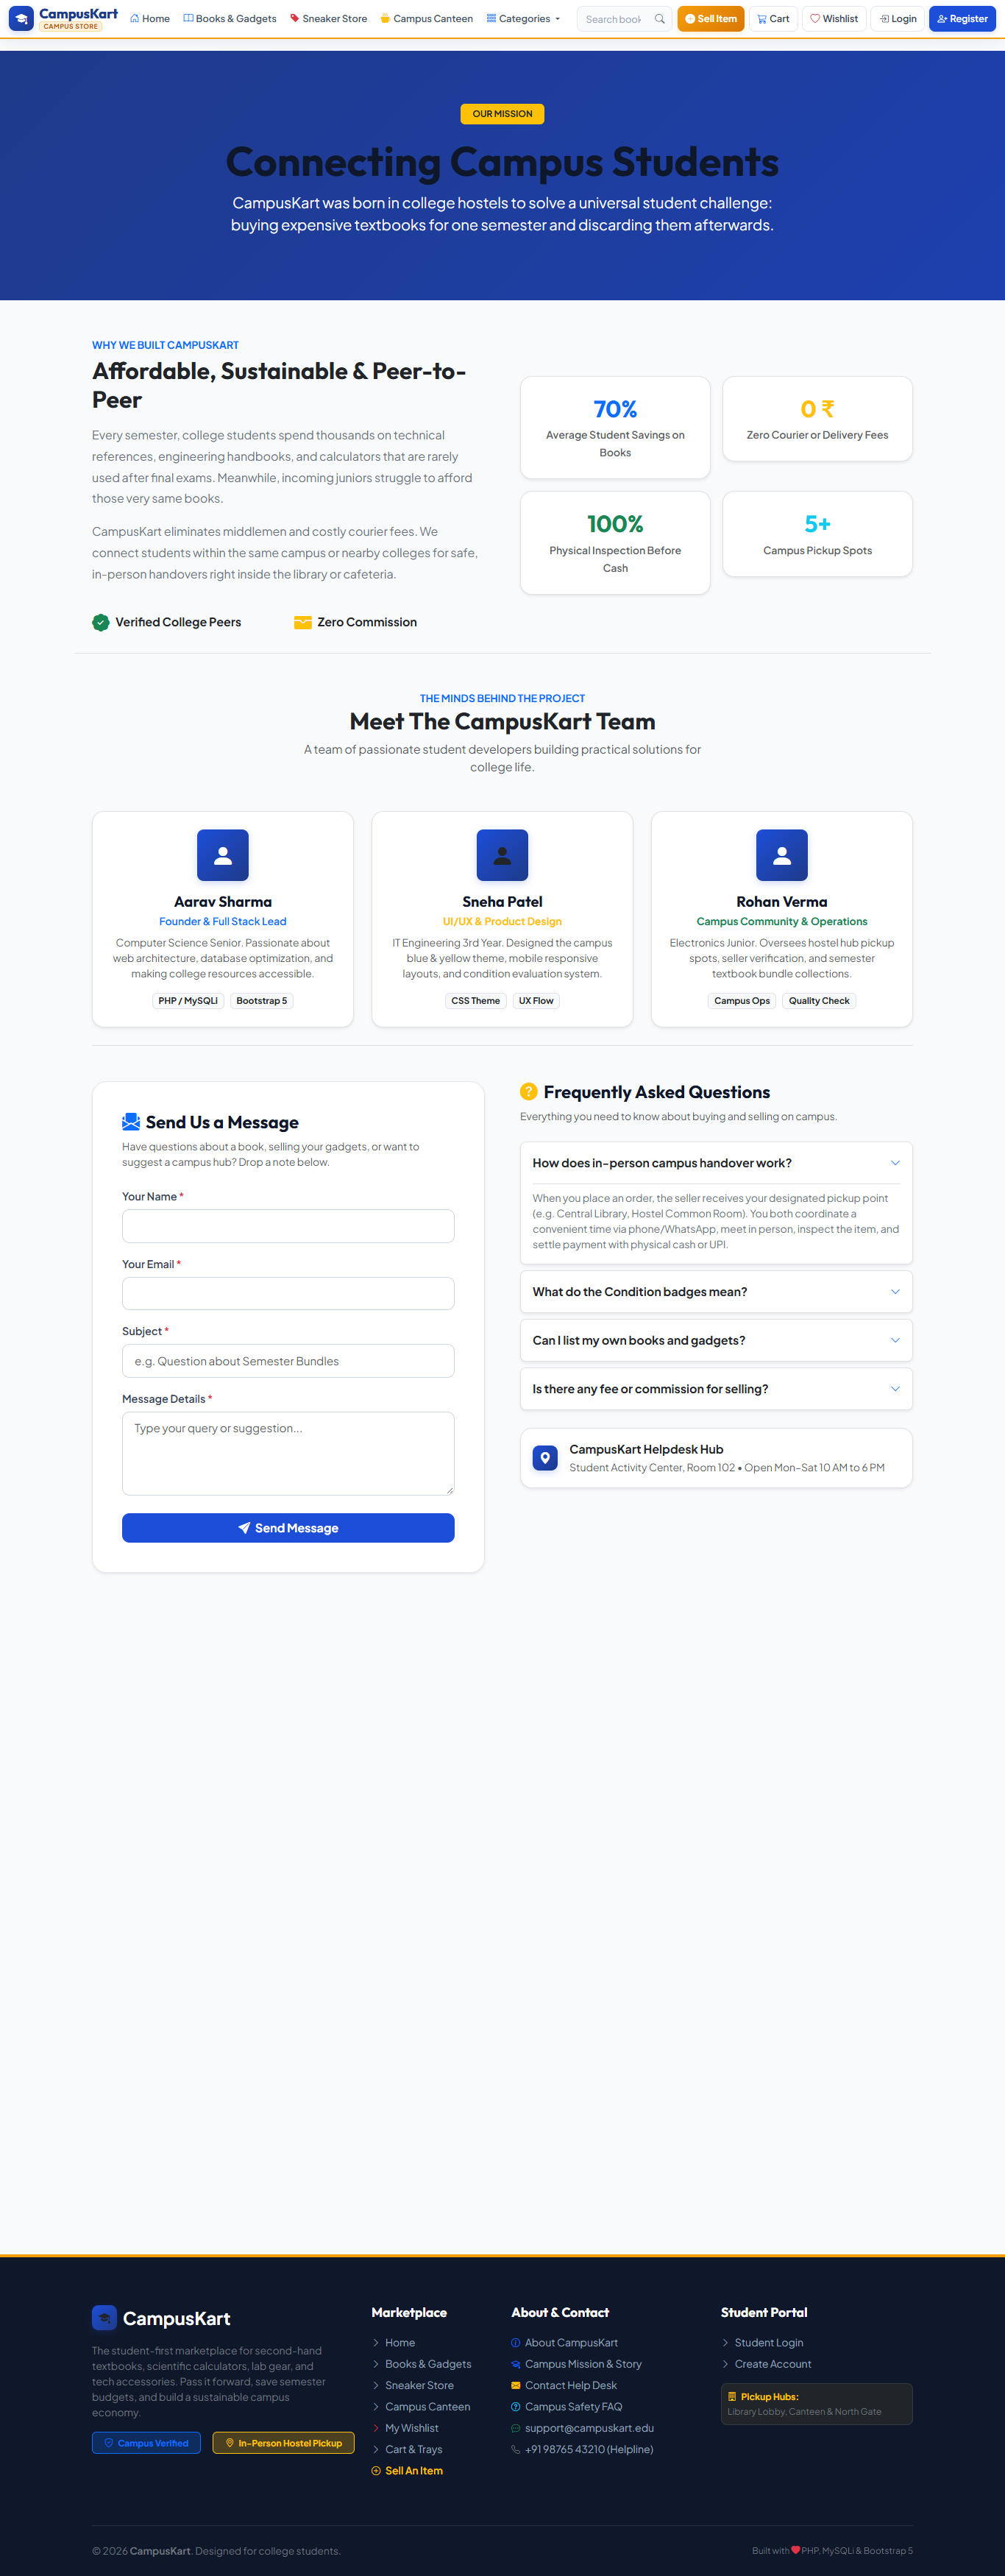 CampusKart
CAMPUS STORE
Home
Books & Gadgets
Sneaker Store
Campus Canteen
Categories
Search book
Sell Item
Cart
Wishlist
Login
Register
OUR MISSION
Connecting Campus Students
CampusKart was born in college hostels to solve a universal student challenge:
buying expensive textbooks for one semester and discarding them afterwards.
WHY WE BUILT CAMPUSKART
Affordable, Sustainable & Peer-to-
Peer
Every semester, college students spend thousands on technical
references, engineering handbooks, and calculators that are rarely
used after final exams. Meanwhile, incoming juniors struggle to afford
those very same books.
CampusKart eliminates middlemen and costly courier fees. We
connect students within the same campus or nearby colleges for safe,
in-person handovers right inside the library or cafeteria.
Verified College Peers
Zero Commission
70%
Average Student Savings on
Books
0 ₹
Zero Courier or Delivery Fees
100%
Physical Inspection Before
Cash
5+
Campus Pickup Spots
THE MINDS BEHIND THE PROJECT
Meet The CampusKart Team
A team of passionate student developers building practical solutions for
college life.
Aarav Sharma
Founder & Full Stack Lead
Computer Science Senior. Passionate about
web architecture, database optimization, and
making college resources accessible.
PHP / MySQLi
Bootstrap 5
Sneha Patel
UI/UX & Product Design
IT Engineering 3rd Year. Designed the campus
blue & yellow theme, mobile responsive
layouts, and condition evaluation system.
CSS Theme
UX Flow
Rohan Verma
Campus Community & Operations
Electronics Junior. Oversees hostel hub pickup
spots, seller verification, and semester
textbook bundle collections.
Campus Ops
Quality Check
Send Us a Message
Have questions about a book, selling your gadgets, or want to
suggest a campus hub? Drop a note below.
Your Name *
Your Email *
Subject *
e.g. Question about Semester Bundles
Message Details *
Type your query or suggestion...
Send Message
Frequently Asked Questions
Everything you need to know about buying and selling on campus.
How does in-person campus handover work?
When you place an order, the seller receives your designated pickup point
(e.g. Central Library, Hostel Common Room). You both coordinate a
convenient time via phone/WhatsApp, meet in person, inspect the item, and
settle payment with physical cash or UPI.
What do the Condition badges mean?
Can I list my own books and gadgets?
Is there any fee or commission for selling?
CampusKart Helpdesk Hub
Student Activity Center, Room 102 • Open Mon–Sat 10 AM to 6 PM
CampusKart
The student-first marketplace for second-hand
textbooks, scientific calculators, lab gear, and
tech accessories. Pass it forward, save semester
budgets, and build a sustainable campus
economy.
Campus Verified
In-Person Hostel Pickup
Marketplace
Home
Books & Gadgets
Sneaker Store
Campus Canteen
My Wishlist
Cart & Trays
Sell An Item
About & Contact
About CampusKart
Campus Mission & Story
Contact Help Desk
Campus Safety FAQ
support@campuskart.edu
+91 98765 43210 (Helpline)
Student Portal
Student Login
Create Account
Pickup Hubs:
Library Lobby, Canteen & North Gate
© 2026 CampusKart. Designed for college students.
Built with PHP, MySQLi & Bootstrap 5